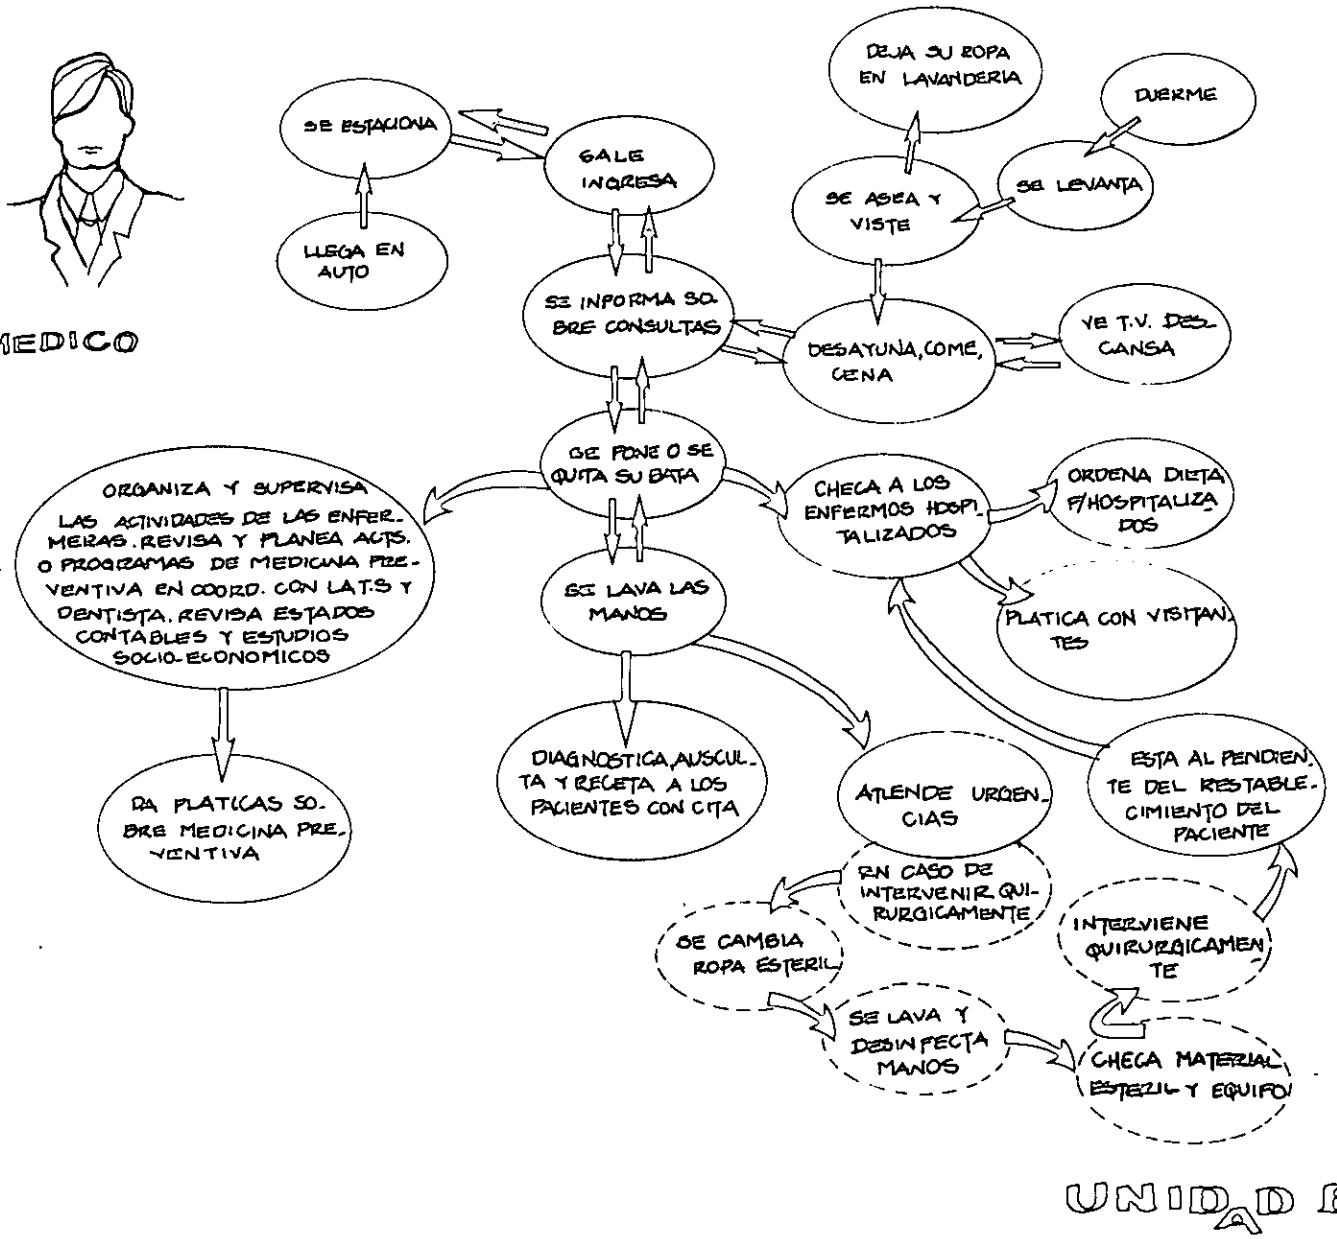 DEJA SU ROPA
EN LAVANDERIA
DUERME
SE ESTACIONA
SALE
INGRESA
SE LEVANTA
SE ASEA Y
VISTE
LLEGA EN
AUTO
MEDICO
SE INFORMA SO-
BRE CONSULTAS
DESAYUNA, COME,
CENA
VE T.V. DES-
CANSA
SE PONE O SE
QUITA SU BATA
ORGANIZA Y SUPERVISA
LAS ACTIVIDADES DE LAS ENFER-
MERAS. REVISA Y PLANEA ACTS.
O PROGRAMAS DE MEDICINA PRE-
VENTIVA EN COORD. CON LA T.S Y
DENTISTA. REVISA ESTADOS
CONTABLES Y ESTUDIOS
SOCIO-ECONOMICOS
CHECA A LOS
ENFERMOS HOSPI-
TALIZADOS
ORDENA DIETA
P/HOSPITALIZA
DOS
SE LAVA LAS
MANOS
PLATICA CON VISITAN-
TES
DA PLATICAS SO-
BRE MEDICINA PRE-
VENTIVA
DIAGNOSTICA, AUSCUL-
TA Y RECETA A LOS
PACIENTES CON CITA
ATIENDE URGEN-
CIAS
ESTA AL PENDIEN-
TE DEL RESTABLE-
CIMIENTO DEL
PACIENTE
EN CASO DE
INTERVENIR QUI-
RURGICAMENTE
SE CAMBIA
ROPA ESTERIL
INTERVIENE
QUIRURGICAMEN
TE
SE LAVA Y
DESINFECTA
MANOS
CHECA MATERIAL
ESTERIL Y EQUIPO
UNIDAD